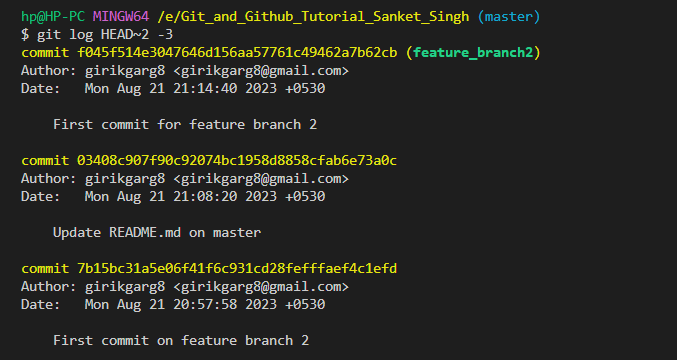 hp@HP-PC MINGW64 /e/Git_and_Github_Tutorial_Sanket_Singh (master)
$ git log HEAD~2 -3
commit f045f514e3047646d156aa57761c49462a7b62cb (feature_branch2)
Author: girikgarg8 <girikgarg8@gmail.com>
Date:   Mon Aug 21 21:14:40 2023 +0530
    First commit for feature branch 2
commit 03408c907f90c92074bc1958d8858cfab6e73a0c
Author: girikgarg8 <girikgarg8@gmail.com>
Date:   Mon Aug 21 21:08:20 2023 +0530
    Update README.md on master
commit 7b15bc31a5e06f41f6c931cd28fefffaef4c1efd
Author: girikgarg8 <girikgarg8@gmail.com>
Date:   Mon Aug 21 20:57:58 2023 +0530
    First commit on feature branch 2